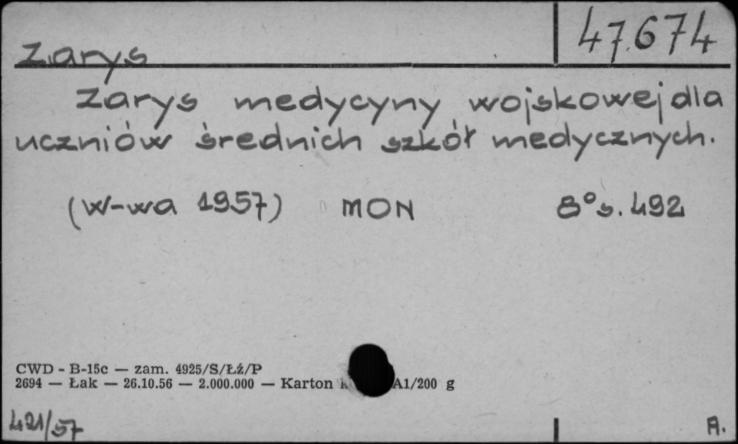 47.674
Zarys
Zarys medycyny wojskowej dla
uczniów średnich szkół medycznych.
(W-wa 1957) MON 8° s. 492
CWD - B-15c — zam. 4925/S/Łż/P
2694 — Łak — 26.10.56 — 2.000.000 — Karton A1/200 g
421/57 A.